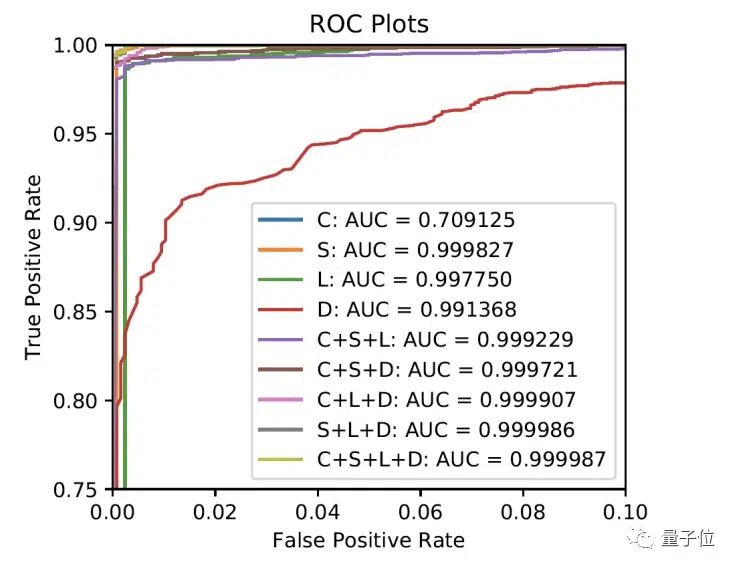 ROC Plots
1.00
0.95
0.90
0.85
0.80
0.75
True Positive Rate
C: AUC = 0.709125
S: AUC = 0.999827
L: AUC = 0.997750
D: AUC = 0.991368
C+S+L: AUC = 0.999229
C+S+D: AUC = 0.999721
C+L+D: AUC = 0.999907
S+L+D: AUC = 0.999986
C+S+L+D: AUC = 0.999987
0.00 0.02 0.04 0.06 0.08 0.10
False Positive Rate
量子位